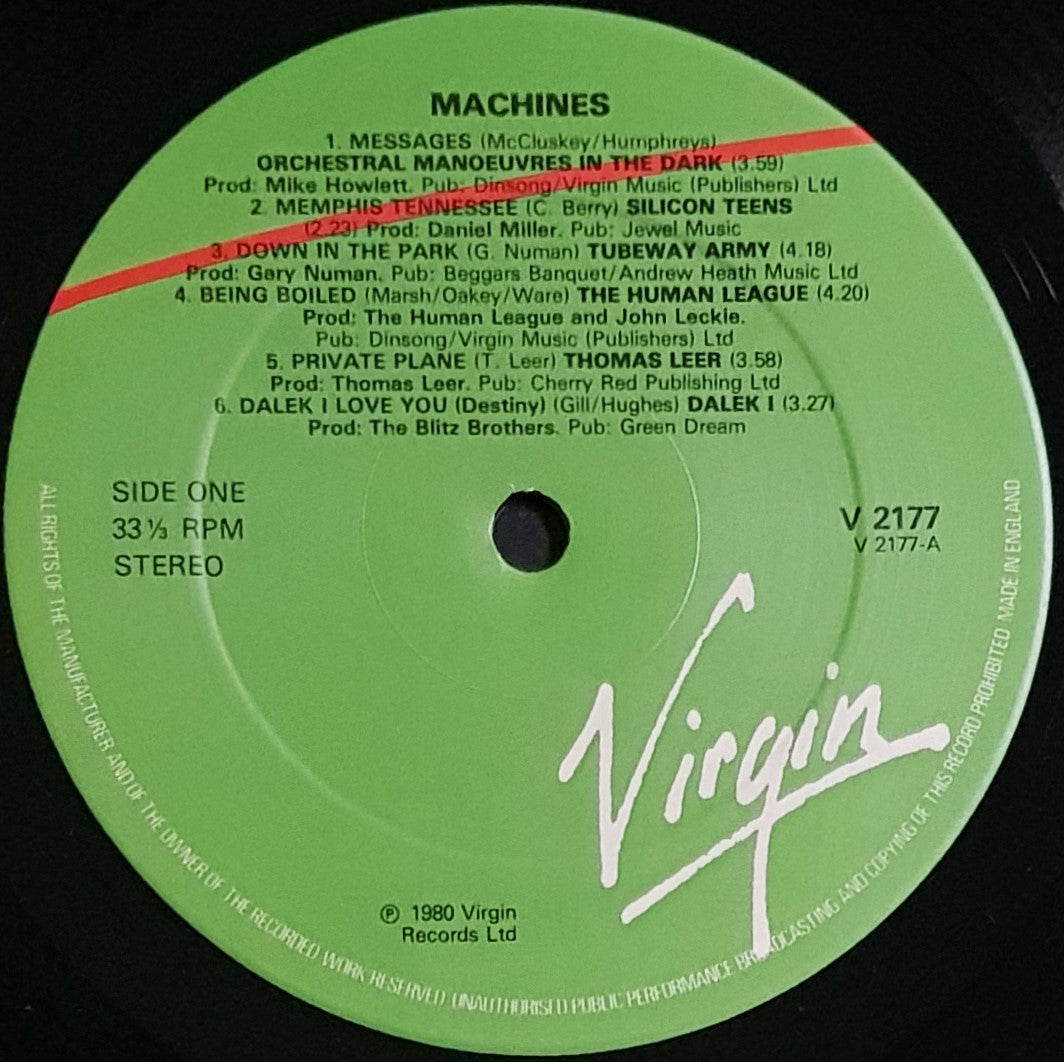 MACHINES
1. MESSAGES (McCluskey/Humphreys)
ORCHESTRAL MANOEUVRES IN THE DARK (3.59)
Prod: Mike Howlett. Pub: Dinsong/Virgin Music (Publishers) Ltd
2. MEMPHIS TENNESSEE (C. Berry) SILICON TEENS
(2.23) Prod: Daniel Miller. Pub: Jewel Music
3. DOWN IN THE PARK (G. Numan) TUBEWAY ARMY (4.18)
Prod: Gary Numan. Pub: Beggars Banquet/Andrew Heath Music Ltd
4. BEING BOILED (Marsh/Oakey/Ware) THE HUMAN LEAGUE (4.20)
Prod: The Human League and John Leckie.
Pub: Dinsong/Virgin Music (Publishers) Ltd
5. PRIVATE PLANE (T. Leer) THOMAS LEER (3.58)
Prod: Thomas Leer. Pub: Cherry Red Publishing Ltd
6. DALEK I LOVE YOU (Destiny) (Gill/Hughes) DALEK I (3.27)
Prod: The Blitz Brothers. Pub: Green Dream
SIDE ONE
33⅓ RPM
STEREO
V 2177
V 2177-A
Virgin
℗ 1980 Virgin
Records Ltd
ALL RIGHTS OF THE MANUFACTURER AND OF THE OWNER OF THE RECORDED WORK RESERVED UNAUTHORISED PUBLIC PERFORMANCE BROADCASTING AND COPYING OF THIS RECORD PROHIBITED MADE IN ENGLAND